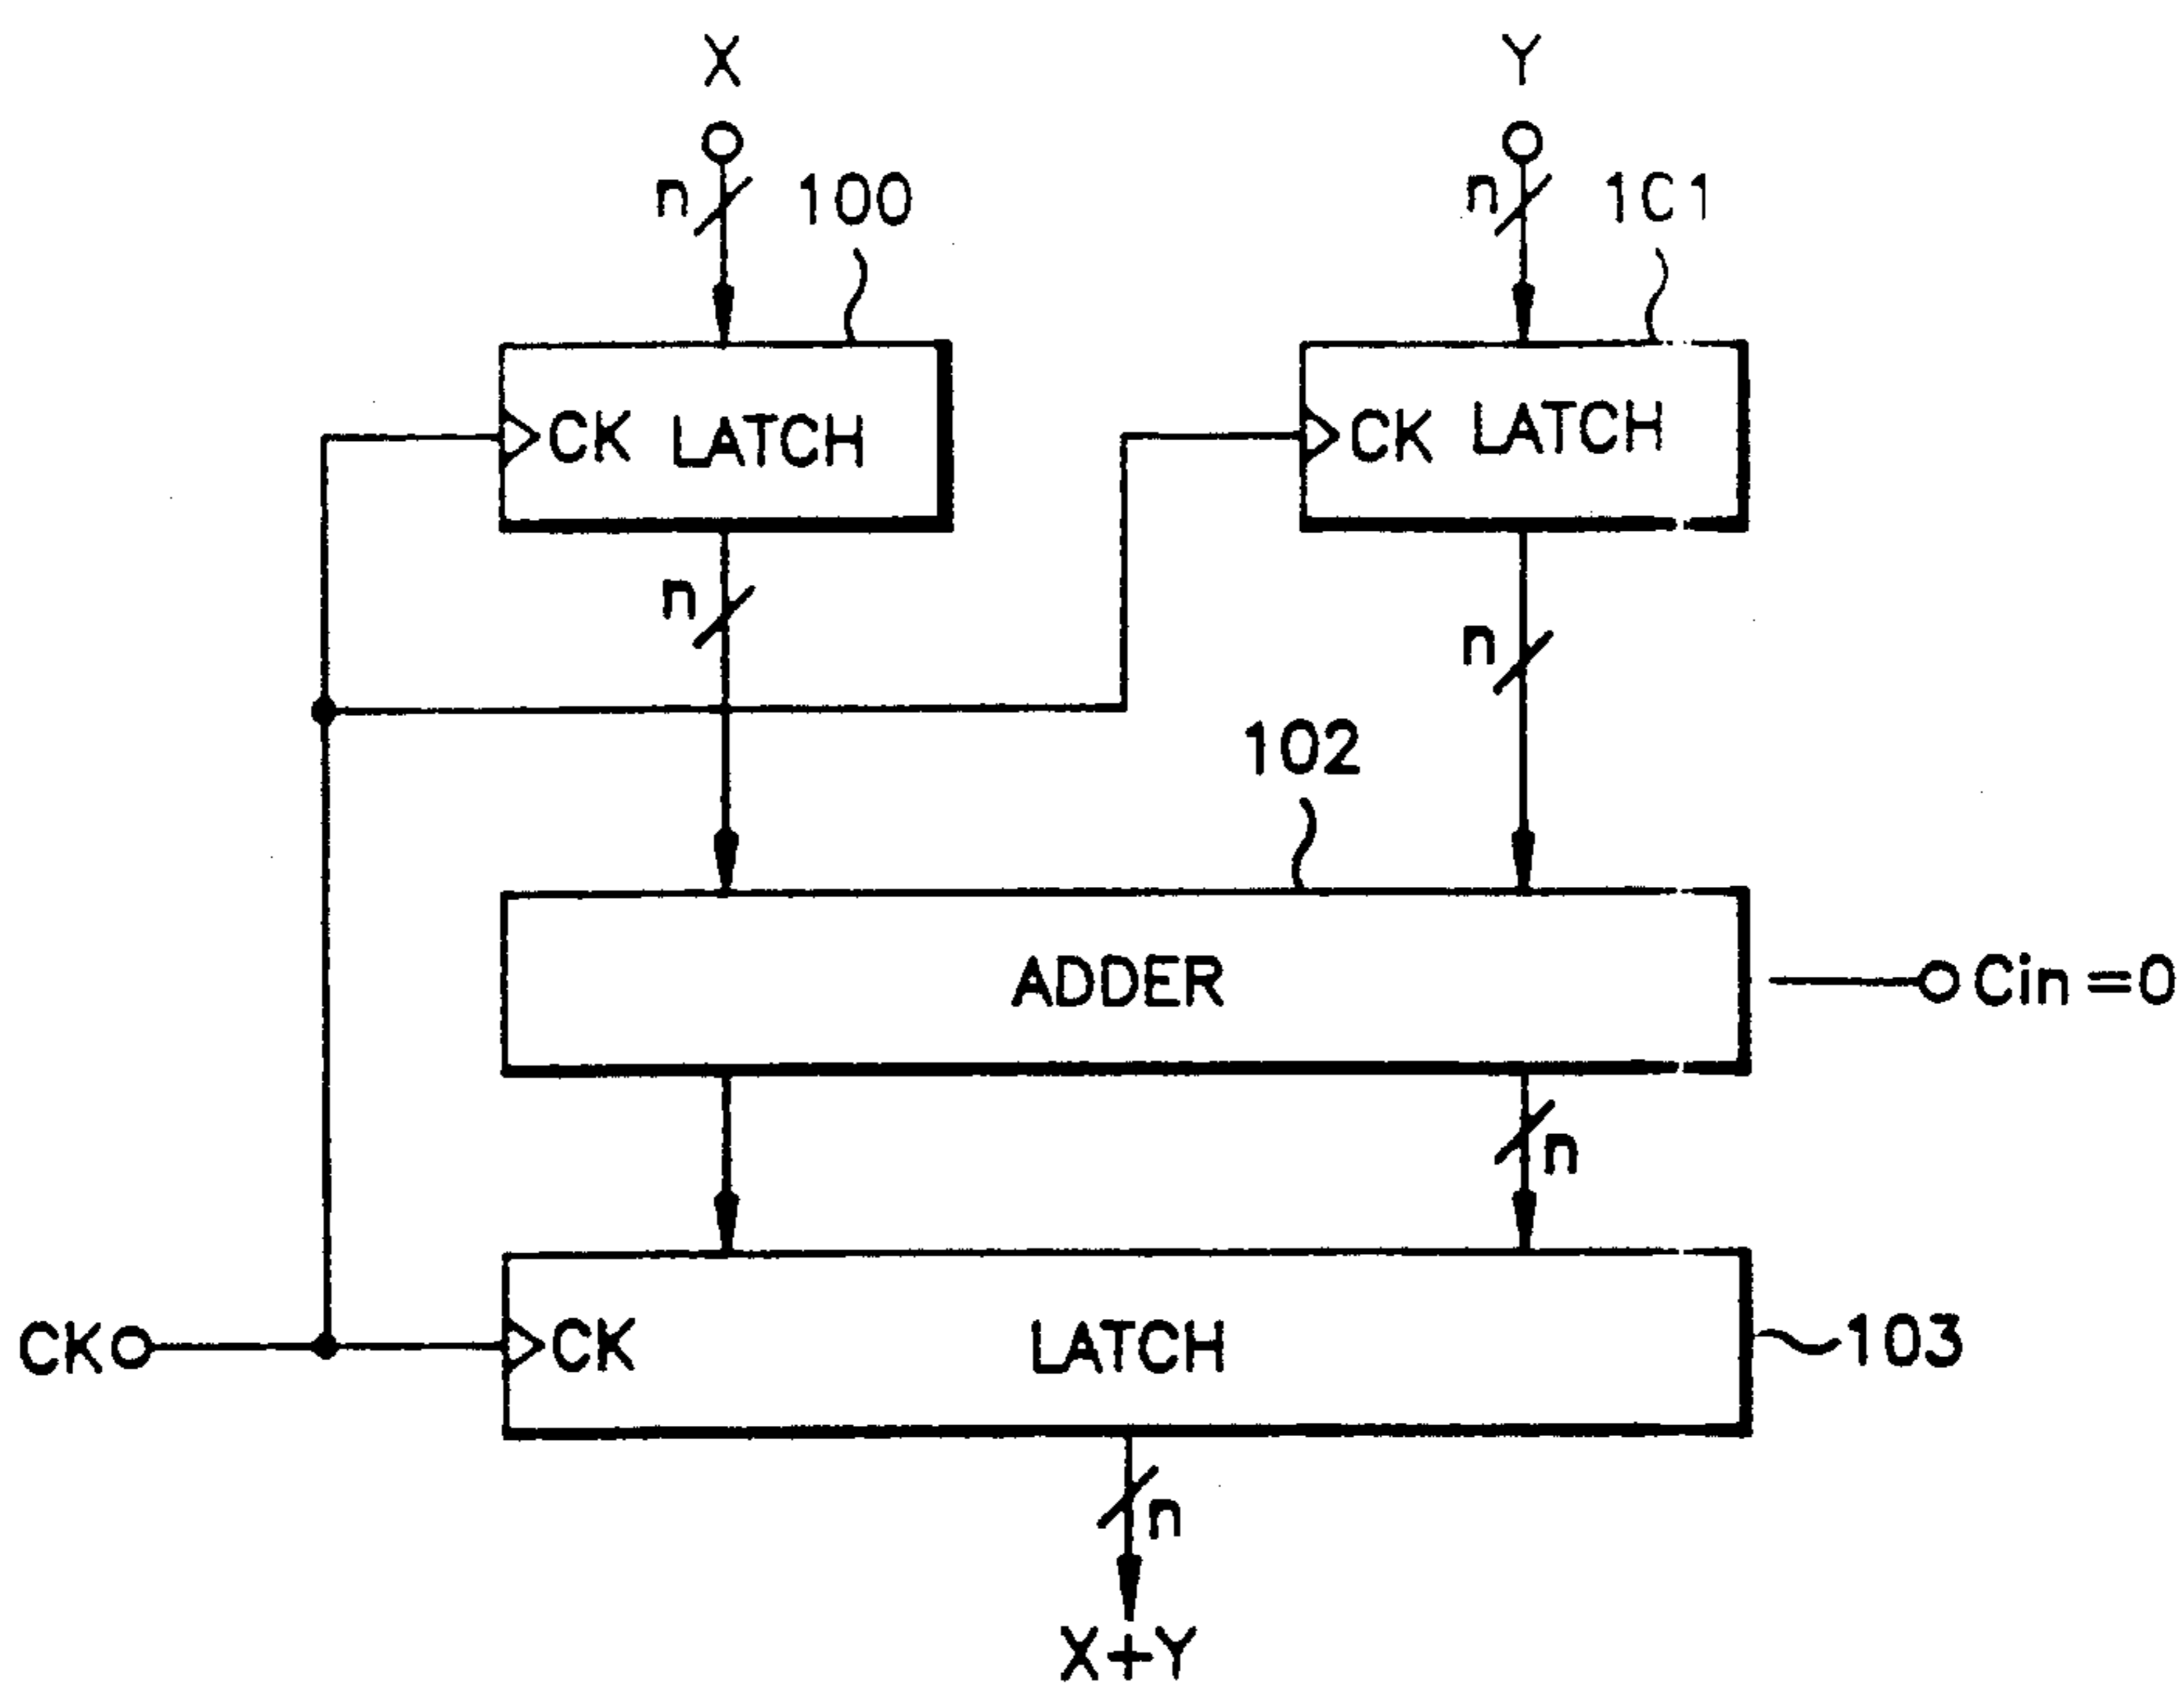 X
Y
n
100
n
1C1
CK LATCH
CK LATCH
n
n
102
ADDER
Cin=0
n
CK
CK
LATCH
103
n
X+Y